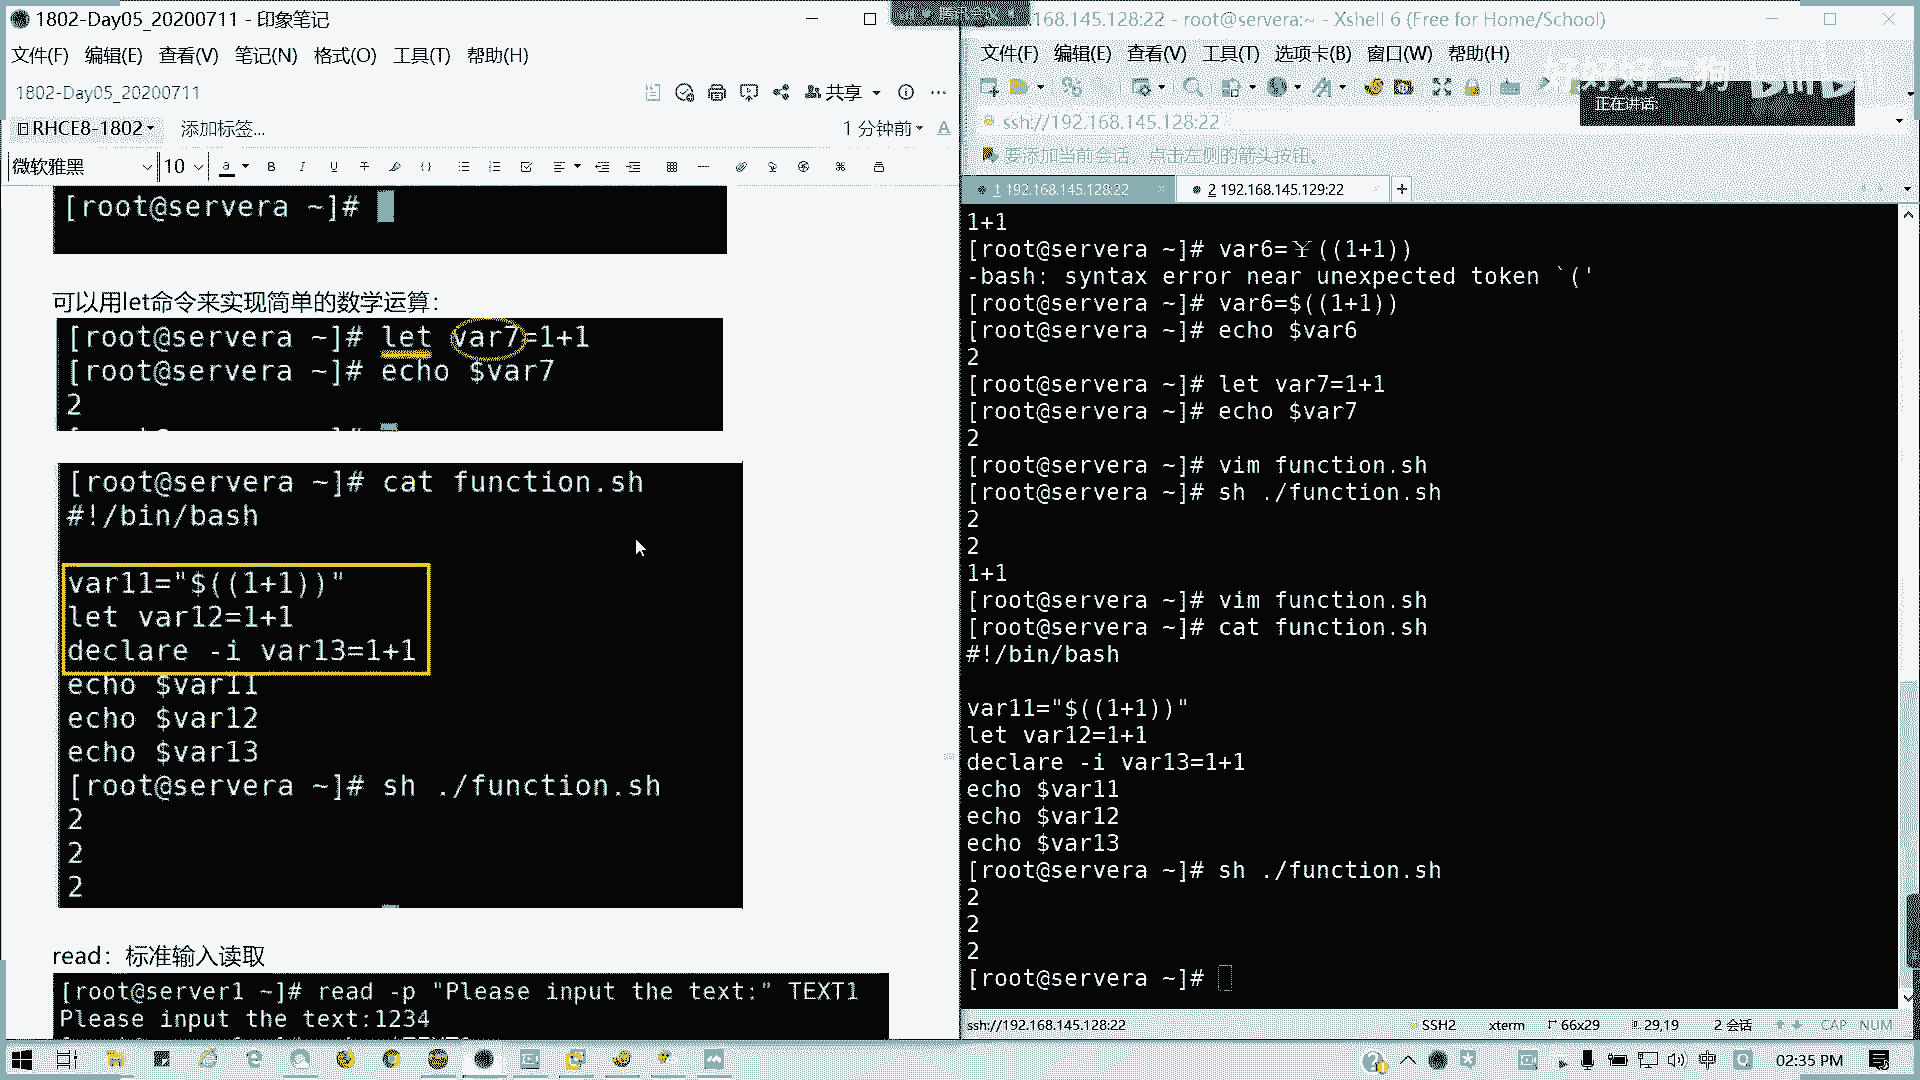 1802-Day05_20200711 - 印象笔记
文件(F) 编辑(E) 查看(V) 笔记(N) 格式(O) 工具(T) 帮助(H)
1802-Day05_20200711
共享
RHCE8-1802
添加标签...
1 分钟前
微软雅黑 10
[root@servera ~]#
可以用let命令来实现简单的数学运算：
[root@servera ~]# let var7=1+1
[root@servera ~]# echo $var7
2
[root@servera ~]# cat function.sh
#!/bin/bash
var11="$((1+1))"
let var12=1+1
declare -i var13=1+1
echo $var11
echo $var12
echo $var13
[root@servera ~]# sh ./function.sh
2
2
2
read：标准输入读取
[root@server1 ~]# read -p "Please input the text:" TEXT1
Please input the text:1234
168.145.128:22 - root@servera:~ - Xshell 6 (Free for Home/School)
文件(F) 编辑(E) 查看(V) 工具(T) 选项卡(B) 窗口(W) 帮助(H)
正在讲话:
ssh://192.168.145.128:22
要添加当前会话，点击左侧的箭头按钮。
1 192.168.145.128:22
2 192.168.145.129:22
1+1
[root@servera ~]# var6=￥((1+1))
-bash: syntax error near unexpected token `('
[root@servera ~]# var6=$((1+1))
[root@servera ~]# echo $var6
2
[root@servera ~]# let var7=1+1
[root@servera ~]# echo $var7
2
[root@servera ~]# vim function.sh
[root@servera ~]# sh ./function.sh
2
2
1+1
[root@servera ~]# vim function.sh
[root@servera ~]# cat function.sh
#!/bin/bash
var11="$((1+1))"
let var12=1+1
declare -i var13=1+1
echo $var11
echo $var12
echo $var13
[root@servera ~]# sh ./function.sh
2
2
2
[root@servera ~]#
ssh://192.168.145.128:22
SSH2 xterm 66x29 29,19 2 会话 CAP NUM
中
02:35 PM